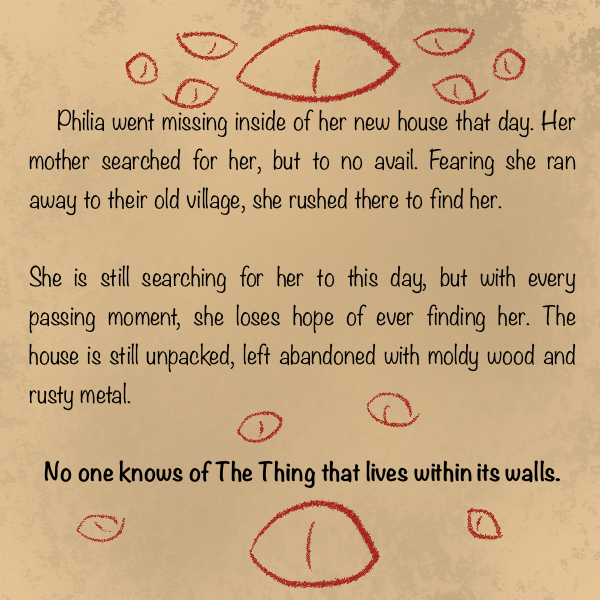 Philia went missing inside of her new house that day. Her
mother searched for her, but to no avail. Fearing she ran
away to their old village, she rushed there to find her.
She is still searching for her to this day, but with every
passing moment, she loses hope of ever finding her. The
house is still unpacked, left abandoned with moldy wood and
rusty metal.
No one knows of The Thing that lives within its walls.